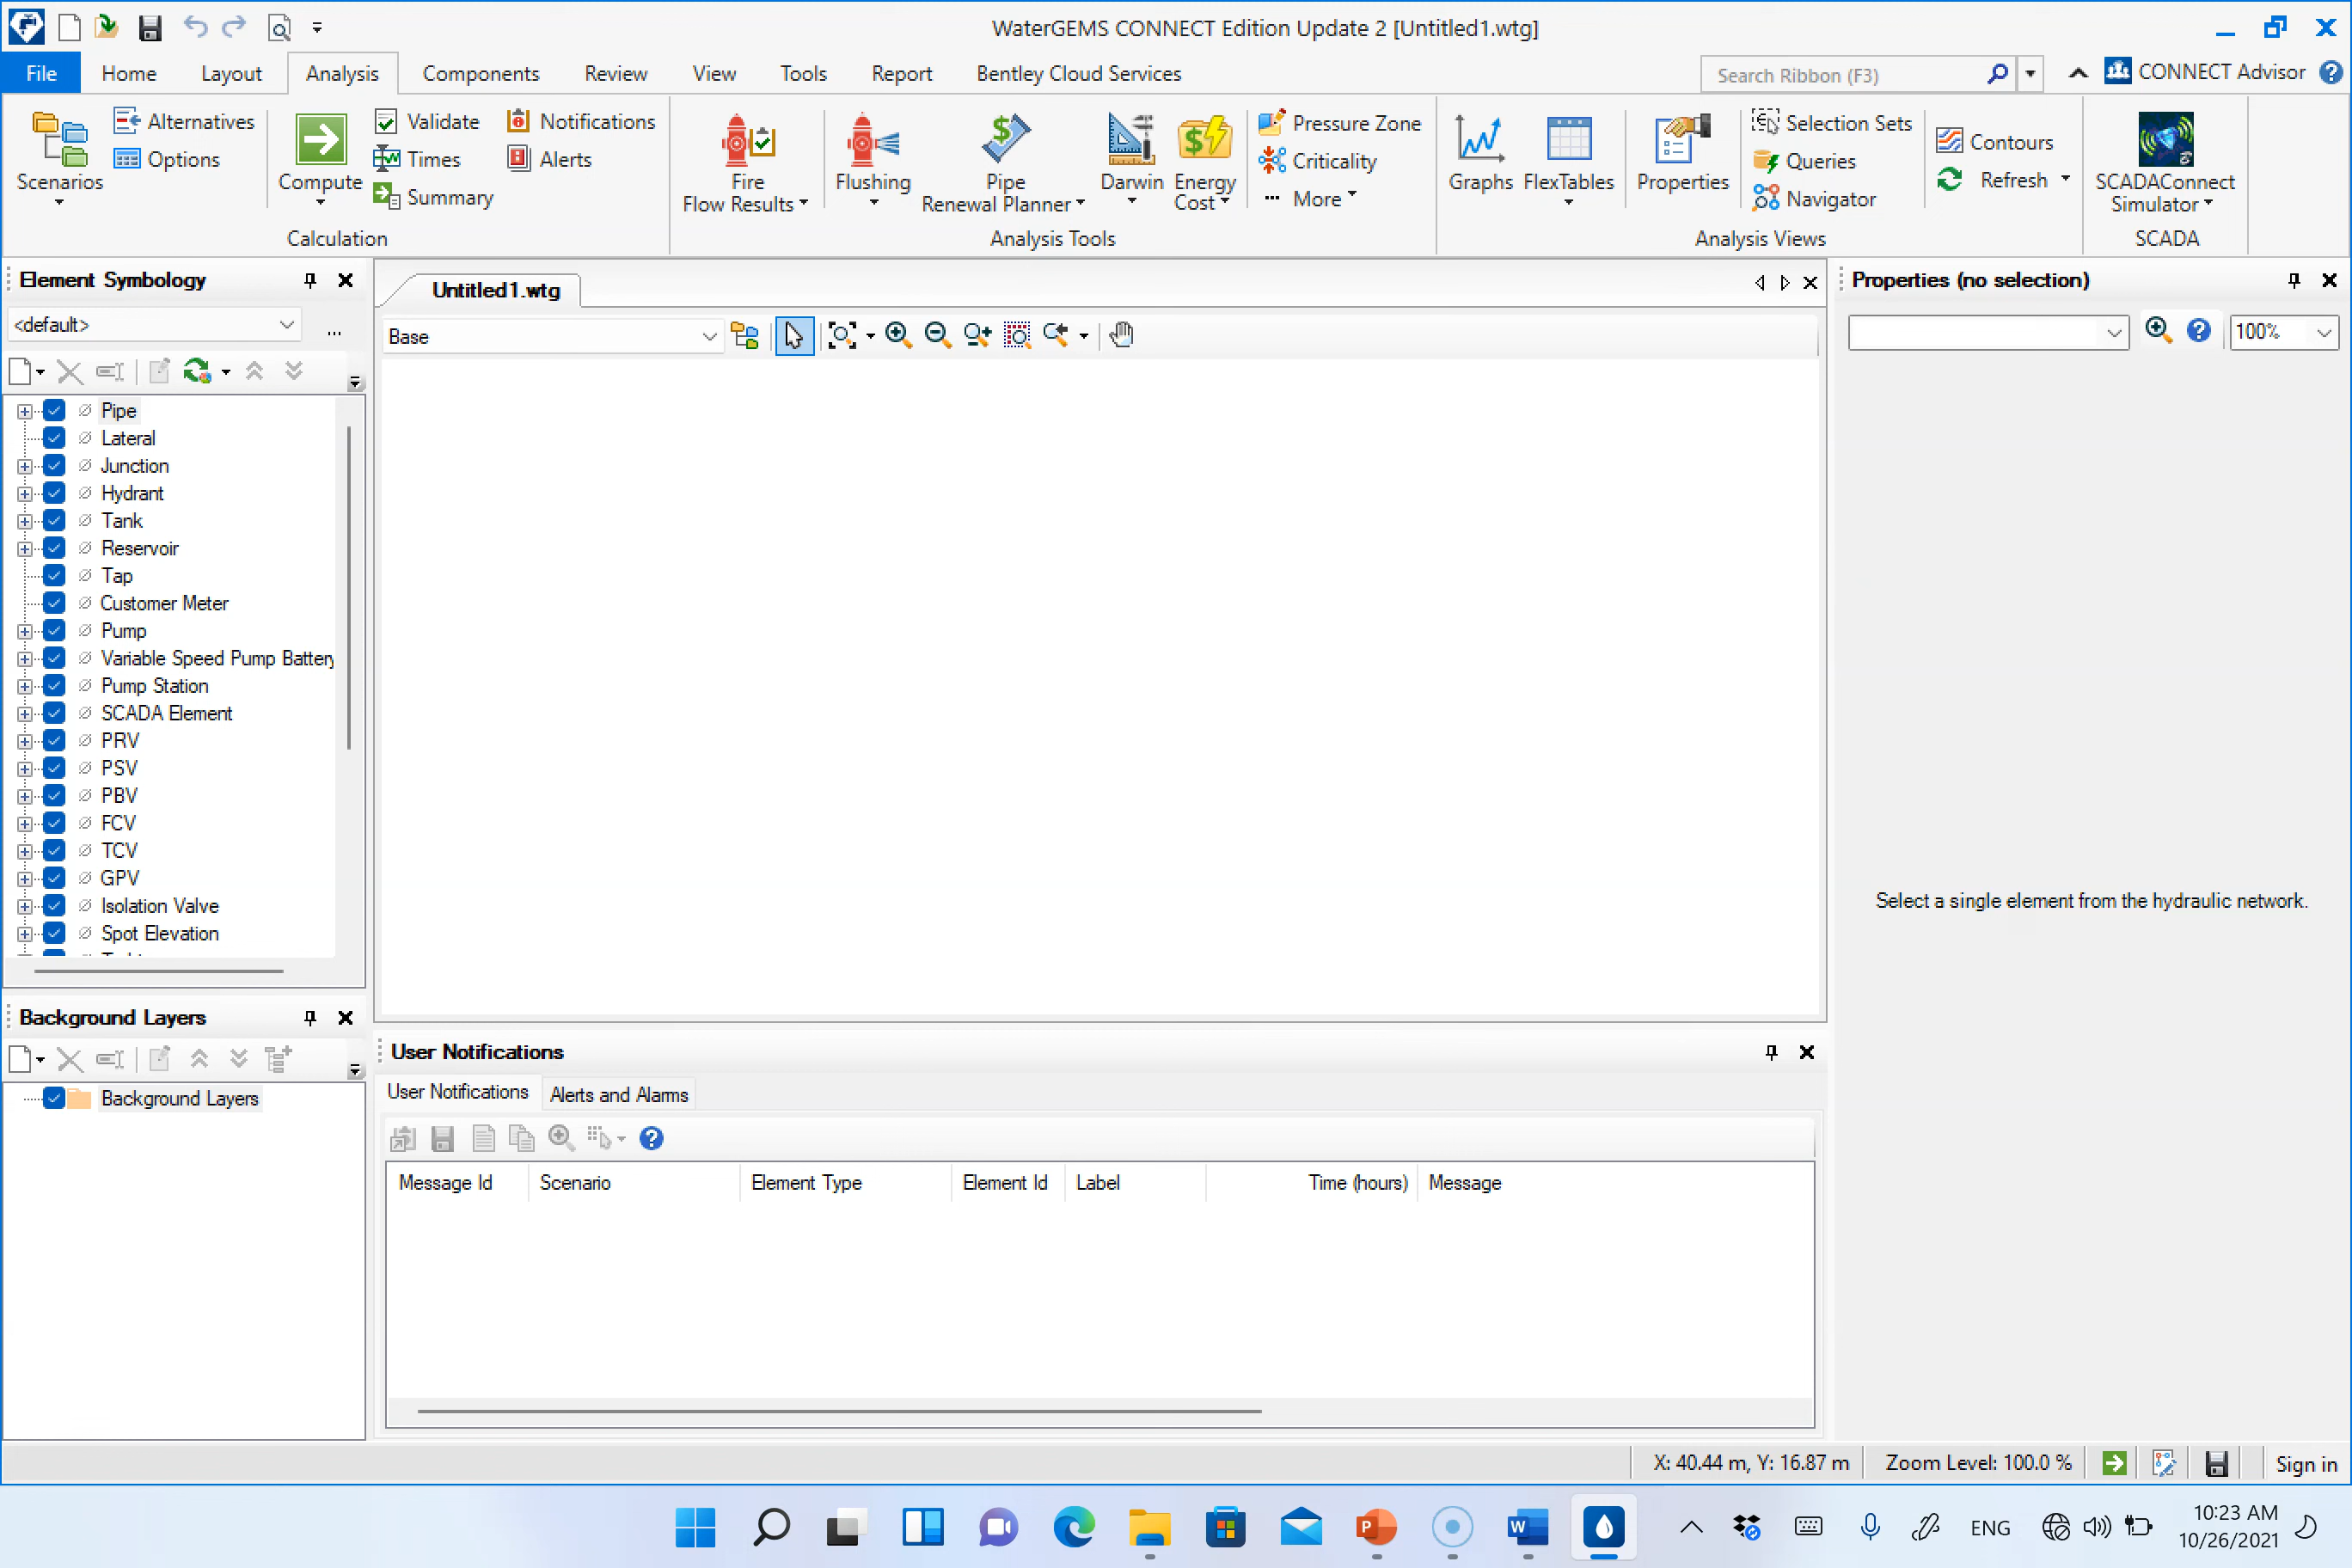 WaterGEMS CONNECT Edition Update 2 [Untitled1.wtg]
File Home Layout Analysis Components Review View Tools Report Bentley Cloud Services Search Ribbon (F3) CONNECT Advisor
Scenarios Alternatives Options Compute Validate Times Summary Notifications Alerts
Calculation
Fire Flow Results Flushing Pipe Renewal Planner Darwin Energy Cost Pressure Zone Criticality More
Analysis Tools
Graphs FlexTables Properties Selection Sets Queries Navigator Contours Refresh
Analysis Views
SCADAConnect Simulator
SCADA
Element Symbology
<default>
...
Pipe
Lateral
Junction
Hydrant
Tank
Reservoir
Tap
Customer Meter
Pump
Variable Speed Pump Battery
Pump Station
SCADA Element
PRV
PSV
PBV
FCV
TCV
GPV
Isolation Valve
Spot Elevation
Background Layers
Background Layers
Untitled1.wtg
Base
User Notifications
User Notifications Alerts and Alarms
Message Id Scenario Element Type Element Id Label Time (hours) Message
Properties (no selection)
100%
Select a single element from the hydraulic network.
X: 40.44 m, Y: 16.87 m Zoom Level: 100.0 % Sign in
ENG
10:23 AM
10/26/2021